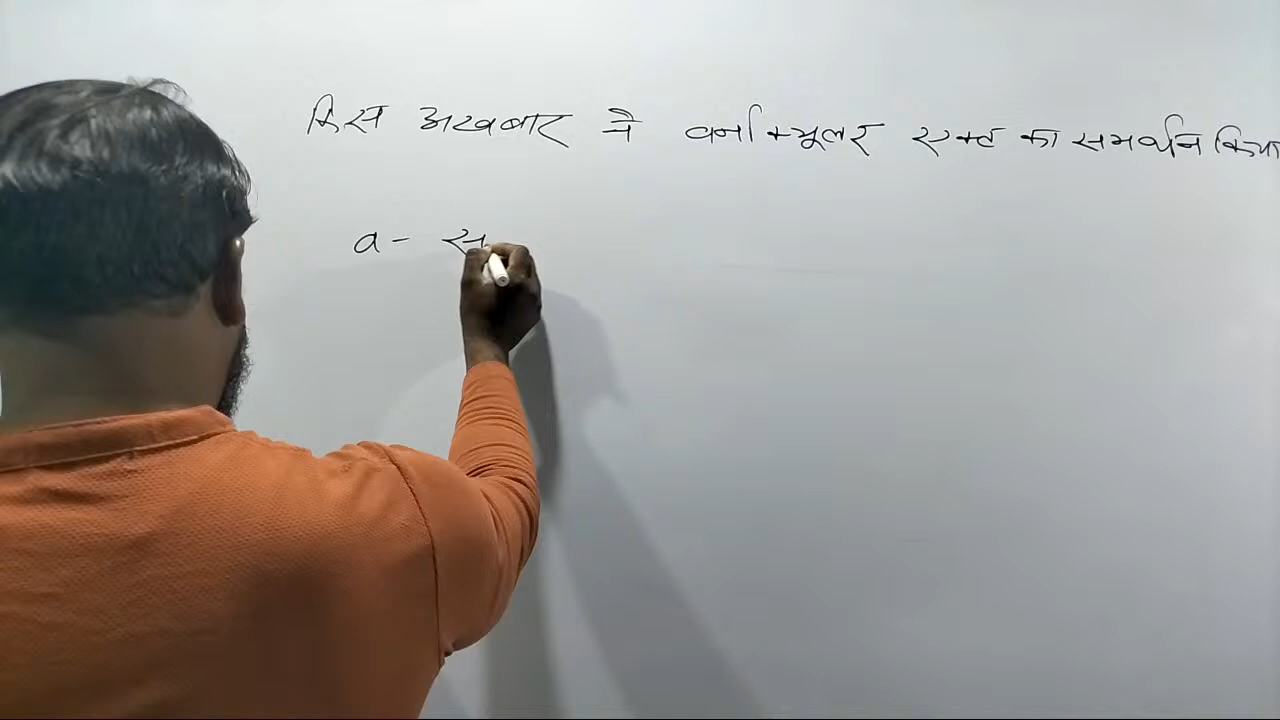 किस अखबार ने वर्नाक्यूलर एक्ट का समर्थन किया
a- स